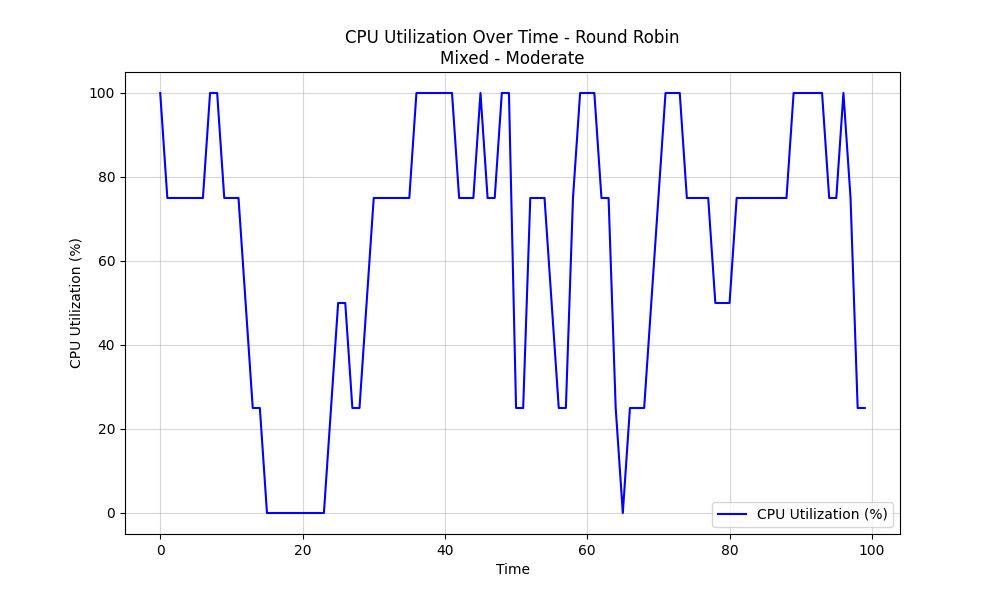 CPU Utilization Over Time - Round Robin
Mixed - Moderate
CPU Utilization (%)
100
80
60
40
20
0
CPU Utilization (%)
0 20 40 60 80 100
Time